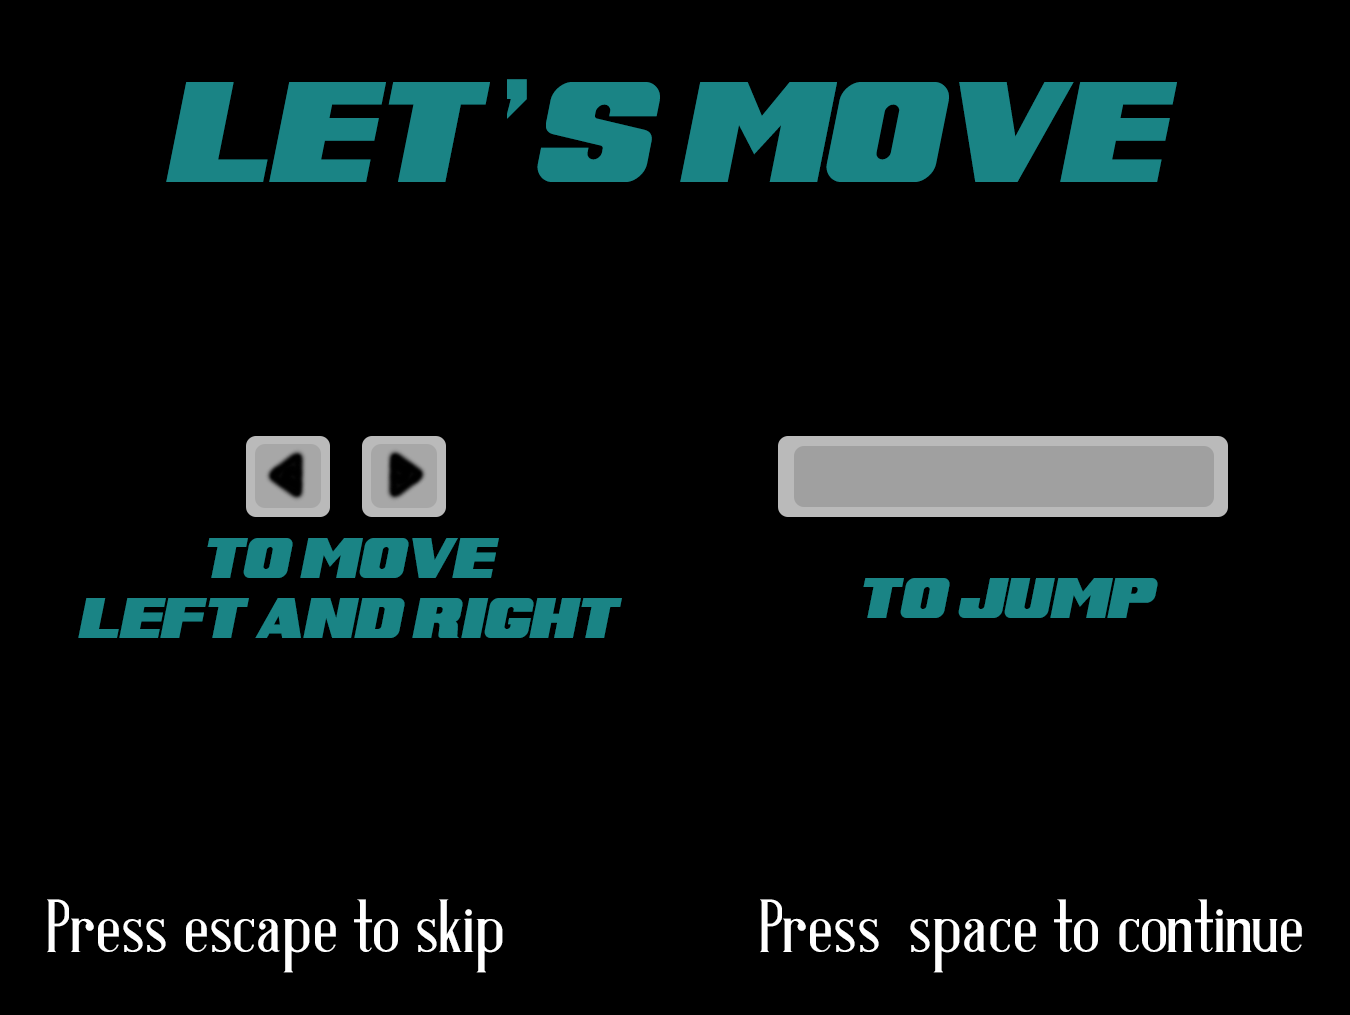 LET'S MOVE
TO MOVE
LEFT AND RIGHT
TO JUMP
Press escape to skip
Press space to continue